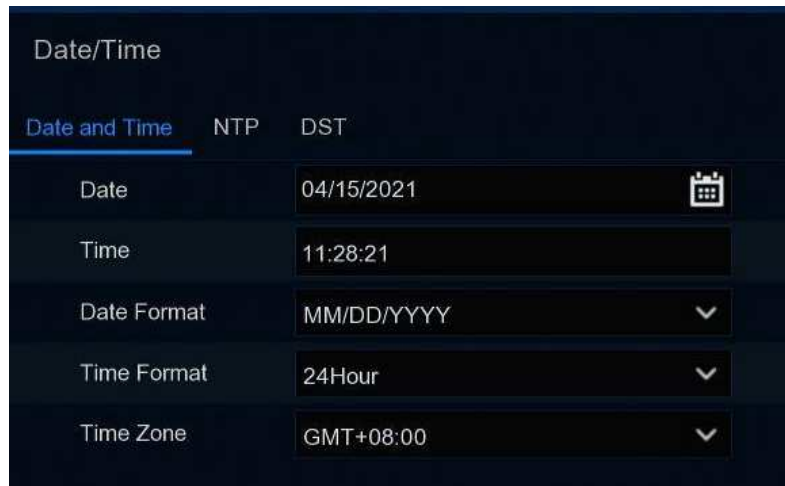 Date/Time
Date and Time NTP DST
Date 04/15/2021
Time 11:28:21
Date Format MM/DD/YYYY
Time Format 24Hour
Time Zone GMT+08:00